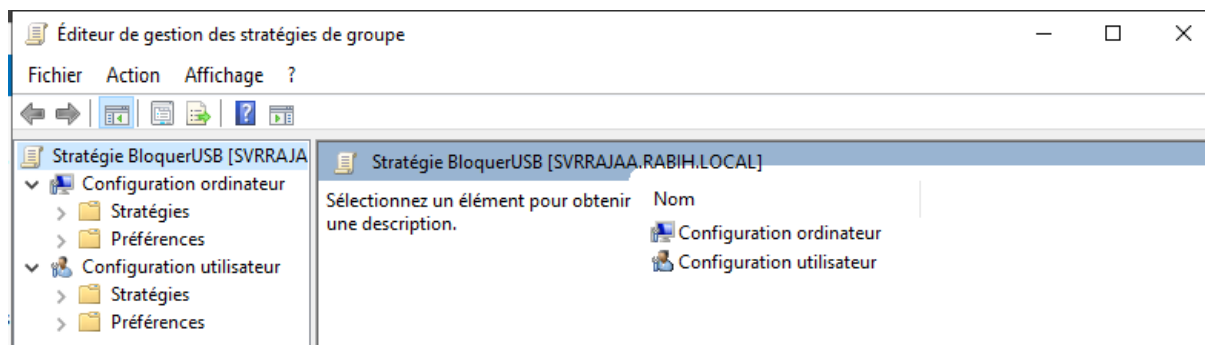 Éditeur de gestion des stratégies de groupe
Fichier Action Affichage ?
Stratégie BloquerUSB [SVRRAJA
Configuration ordinateur
Stratégies
Préférences
Configuration utilisateur
Stratégies
Préférences
Stratégie BloquerUSB [SVRRAJAA.RABIH.LOCAL]
Sélectionnez un élément pour obtenir
une description.
Nom
Configuration ordinateur
Configuration utilisateur